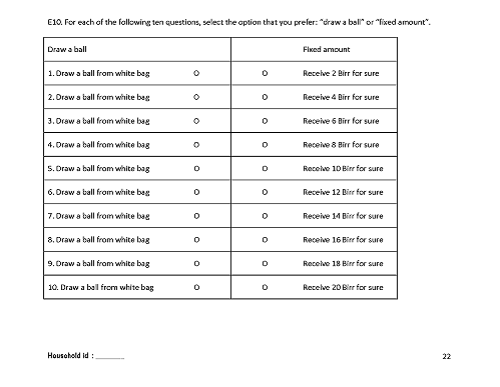 E10. For each of the following ten questions, select the option that you prefer: "draw a ball" or "fixed amount".
Draw a ball Fixed amount
1. Draw a ball from white bag O O Receive 2 Birr for sure
2. Draw a ball from white bag O O Receive 4 Birr for sure
3. Draw a ball from white bag O O Receive 6 Birr for sure
4. Draw a ball from white bag O O Receive 8 Birr for sure
5. Draw a ball from white bag O O Receive 10 Birr for sure
6. Draw a ball from white bag O O Receive 12 Birr for sure
7. Draw a ball from white bag O O Receive 14 Birr for sure
8. Draw a ball from white bag O O Receive 16 Birr for sure
9. Draw a ball from white bag O O Receive 18 Birr for sure
10. Draw a ball from white bag O O Receive 20 Birr for sure
Household id : _______ 22